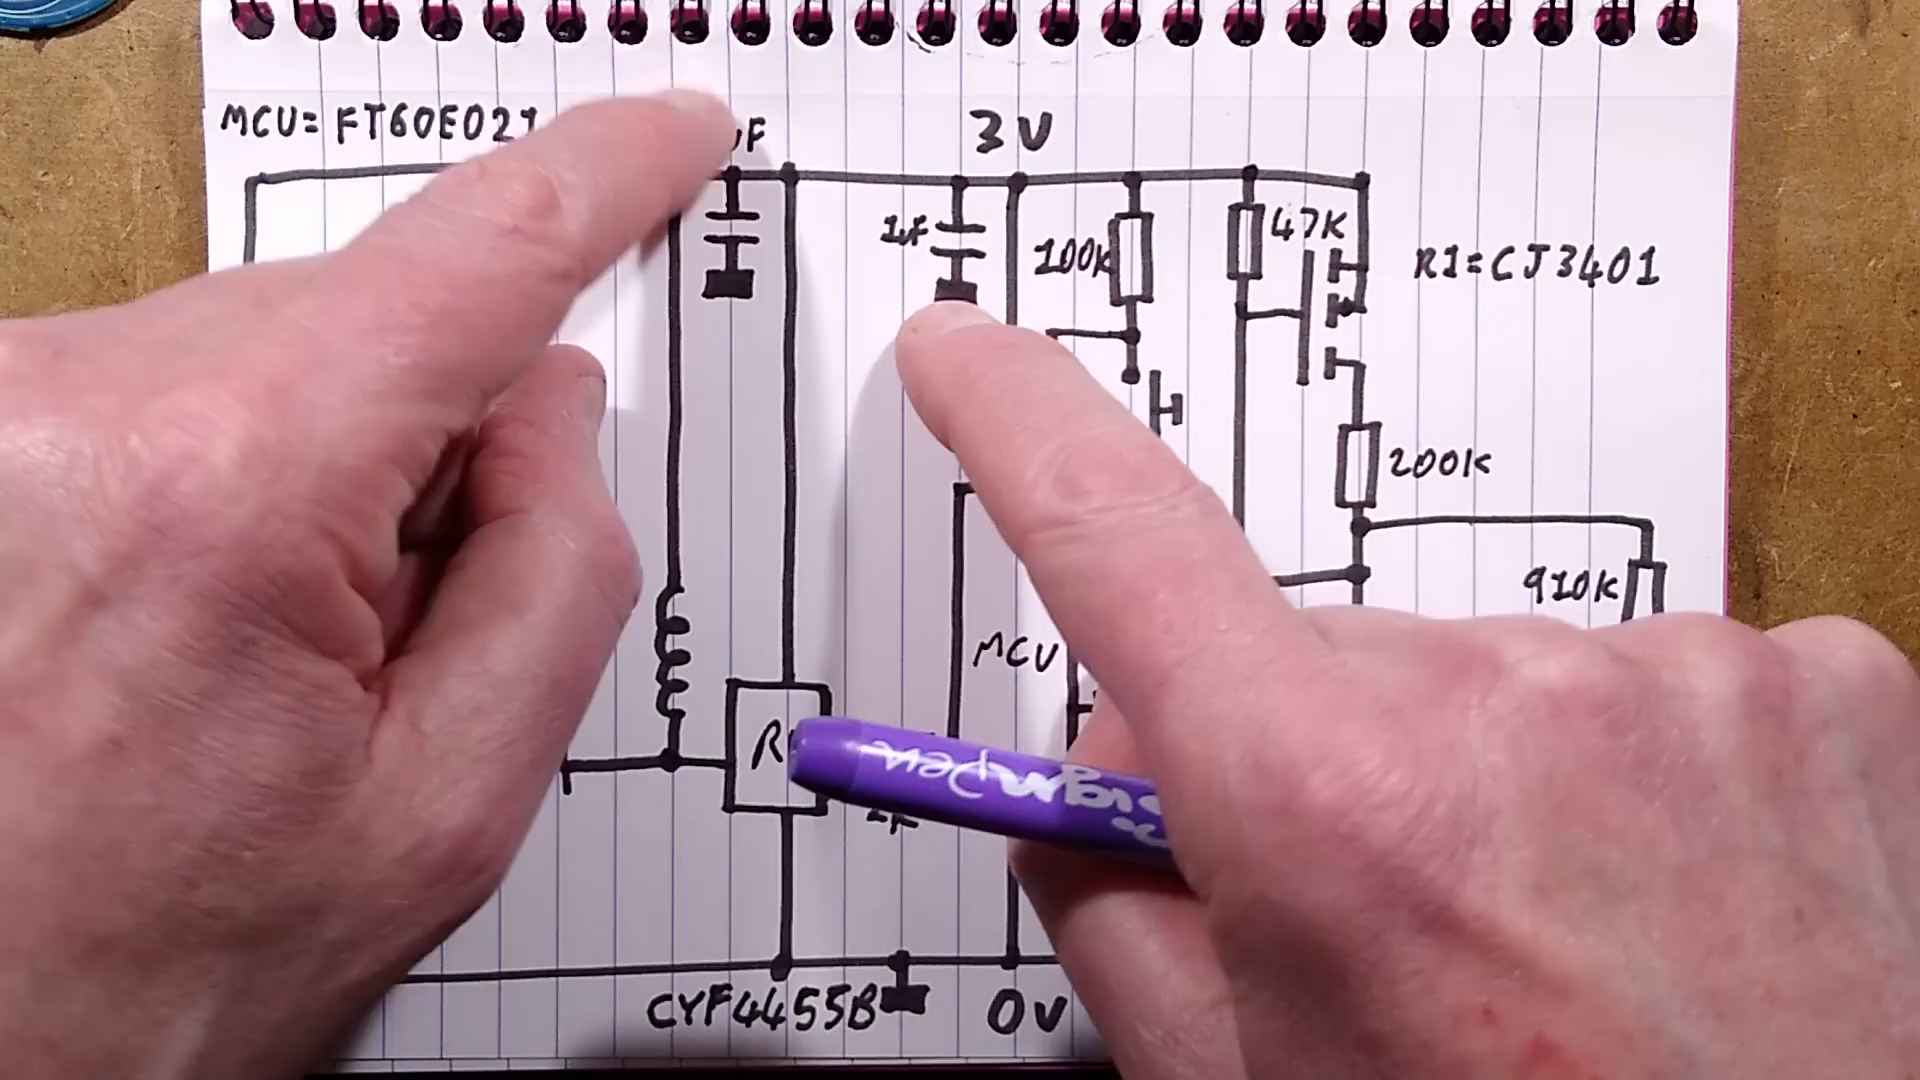 MCU= FT60E021
3V
1uF
100K
47K
R1=CJ3401
200K
910K
MCU
CYF4455B
0V